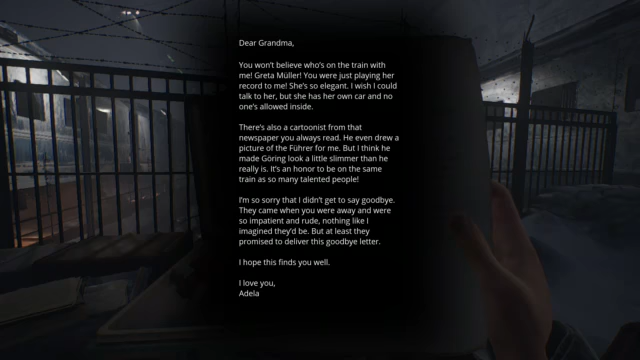 Dear Grandma,
You won't believe who's on the train with
me! Greta Müller! You were just playing her
record to me! She's so elegant. I wish I could
talk to her, but she has her own car and no
one's allowed inside.
There's also a cartoonist from that
newspaper you always read. He even drew a
picture of the Führer for me. But I think he
made Göring look a little slimmer than he
really is. It's an honor to be on the same
train as so many talented people!
I'm so sorry that I didn't get to say goodbye.
They came when you were away and were
so impatient and rude, nothing like I
imagined they'd be. But at least they
promised to deliver this goodbye letter.
I hope this finds you well.
I love you,
Adela